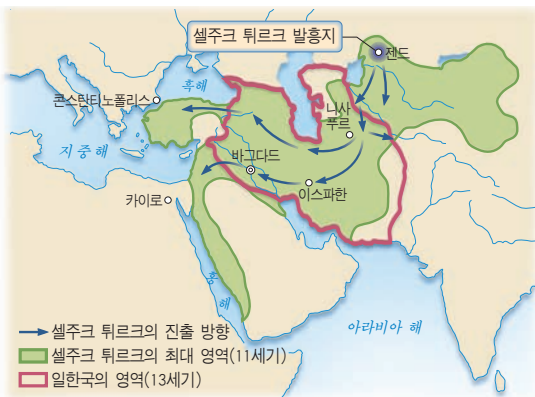 셀주크 튀르크 발흥지
젠드
흑해
콘스탄티노폴리스
니사
푸르
지중해
바그다드
이스파한
카이로
홍
해
아라비아 해
셀주크 튀르크의 진출 방향
셀주크 튀르크의 최대 영역(11세기)
일한국의 영역(13세기)